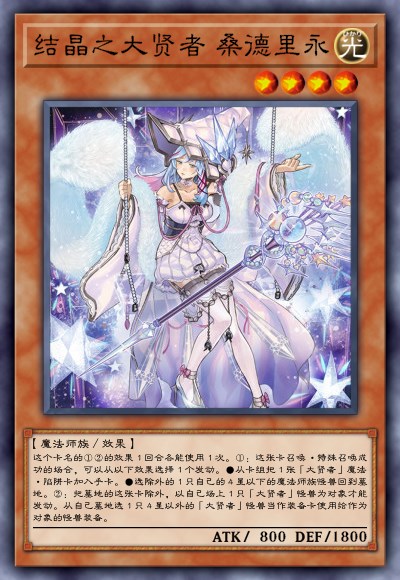 结晶之大贤者 桑德里永
光
【魔法师族／效果】
这个卡名的①②的效果1回合各能使用1次。①：这张卡召唤·特殊召唤成
功的场合，可以从以下效果选择1个发动。●从卡组把1张「大贤者」魔法
·陷阱卡加入手卡。●选除外的1只自己的4星以下的魔法师族怪兽回到墓
地。②：把墓地的这张卡除外，以自己场上1只「大贤者」怪兽为对象才能
发动。从自己墓地选1只4星以外的「大贤者」怪兽当作装备卡使用给作为
对象的怪兽装备。
ATK/ 800 DEF/1800